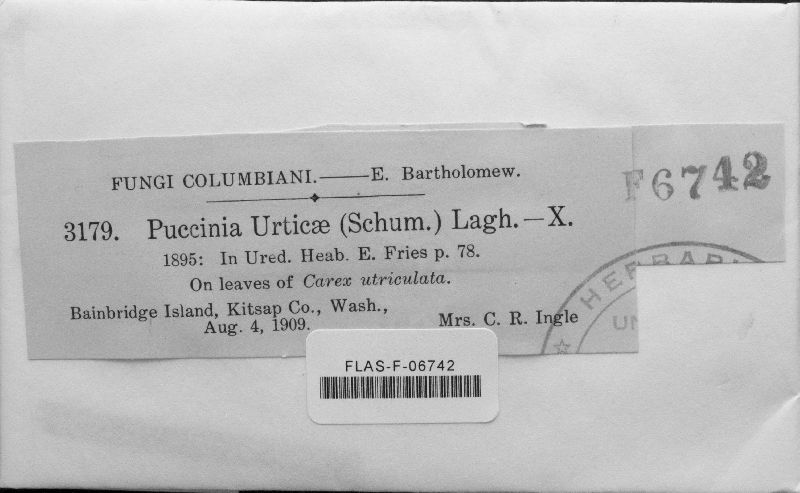 FUNGI COLUMBIANI.——E. Bartholomew.
F6742
3179. Puccinia Urticæ (Schum.) Lagh.—X.
1895: In Ured. Heab. E. Fries p. 78.
On leaves of Carex utriculata.
Bainbridge Island, Kitsap Co., Wash.,
Aug. 4, 1909.
Mrs. C. R. Ingle
FLAS-F-06742